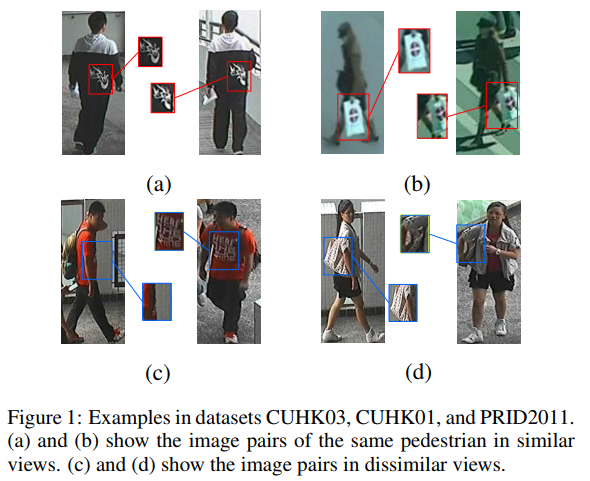 (a)
(b)
HERE
(c)
(d)
Figure 1: Examples in datasets CUHK03, CUHK01, and PRID2011.
(a) and (b) show the image pairs of the same pedestrian in similar
views. (c) and (d) show the image pairs in dissimilar views.